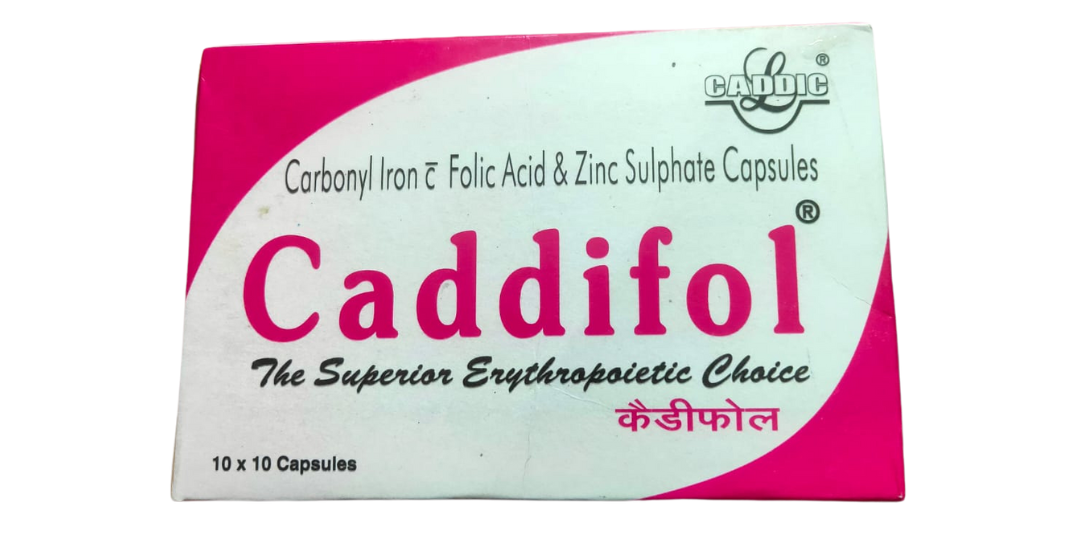 CADDIC ®
Carbonyl Iron c̄ Folic Acid & Zinc Sulphate Capsules
Caddifol®
The Superior Erythropoietic Choice
कैडीफोल
10 x 10 Capsules